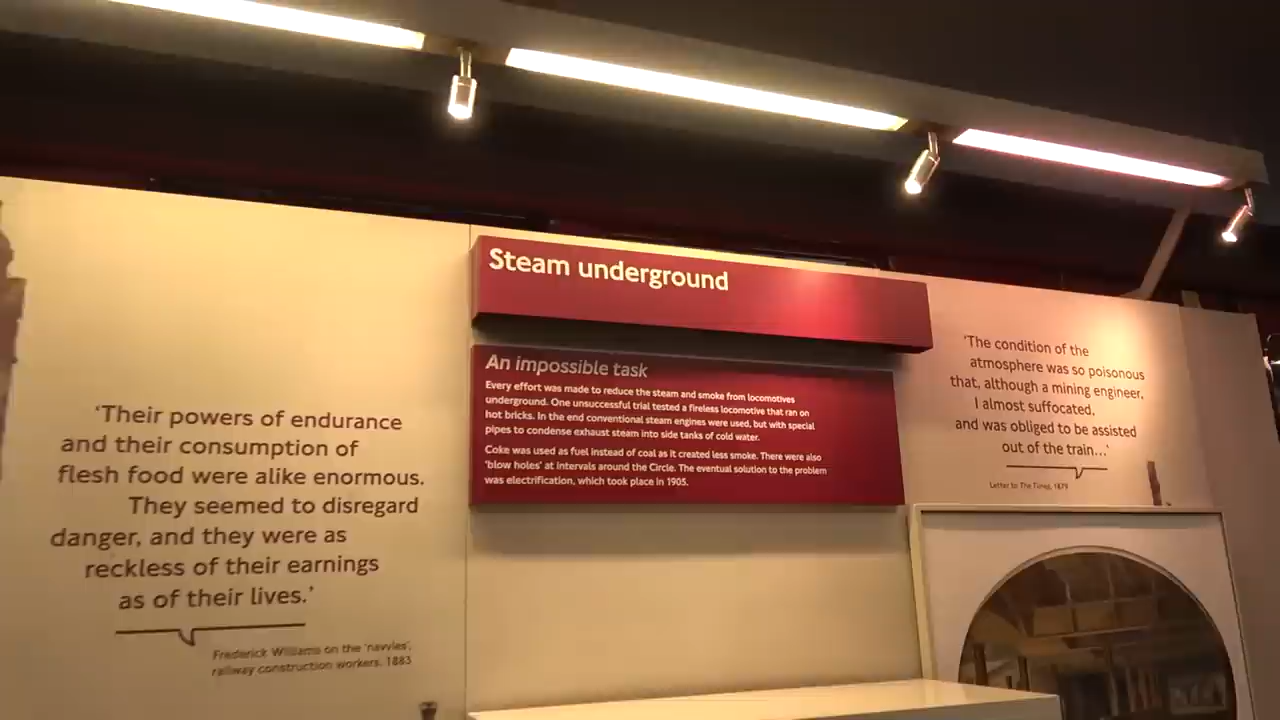 'Their powers of endurance
and their consumption of
flesh food were alike enormous.
They seemed to disregard
danger, and they were as
reckless of their earnings
as of their lives.'
Frederick Williams on the 'navvies',
railway construction workers, 1883
Steam underground
An impossible task
Every effort was made to reduce the steam and smoke from locomotives
underground. One unsuccessful trial tested a fireless locomotive that ran on
hot bricks. In the end conventional steam engines were used, but with special
pipes to condense exhaust steam into side tanks of cold water.
Coke was used as fuel instead of coal as it created less smoke. There were also
'blow holes' at intervals around the Circle. The eventual solution to the problem
was electrification, which took place in 1905.
'The condition of the
atmosphere was so poisonous
that, although a mining engineer,
I almost suffocated,
and was obliged to be assisted
out of the train...'
Letter to The Times, 1879